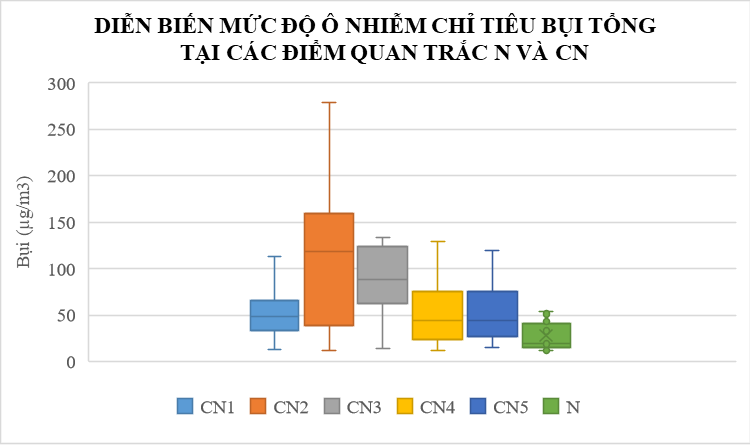 DIỄN BIẾN MỨC ĐỘ Ô NHIỄM CHỈ TIÊU BỤI TỔNG
TẠI CÁC ĐIỂM QUAN TRẮC N VÀ CN
300
250
200
150
100
50
0
Bụi (µg/m3)
CN1 CN2 CN3 CN4 CN5 N